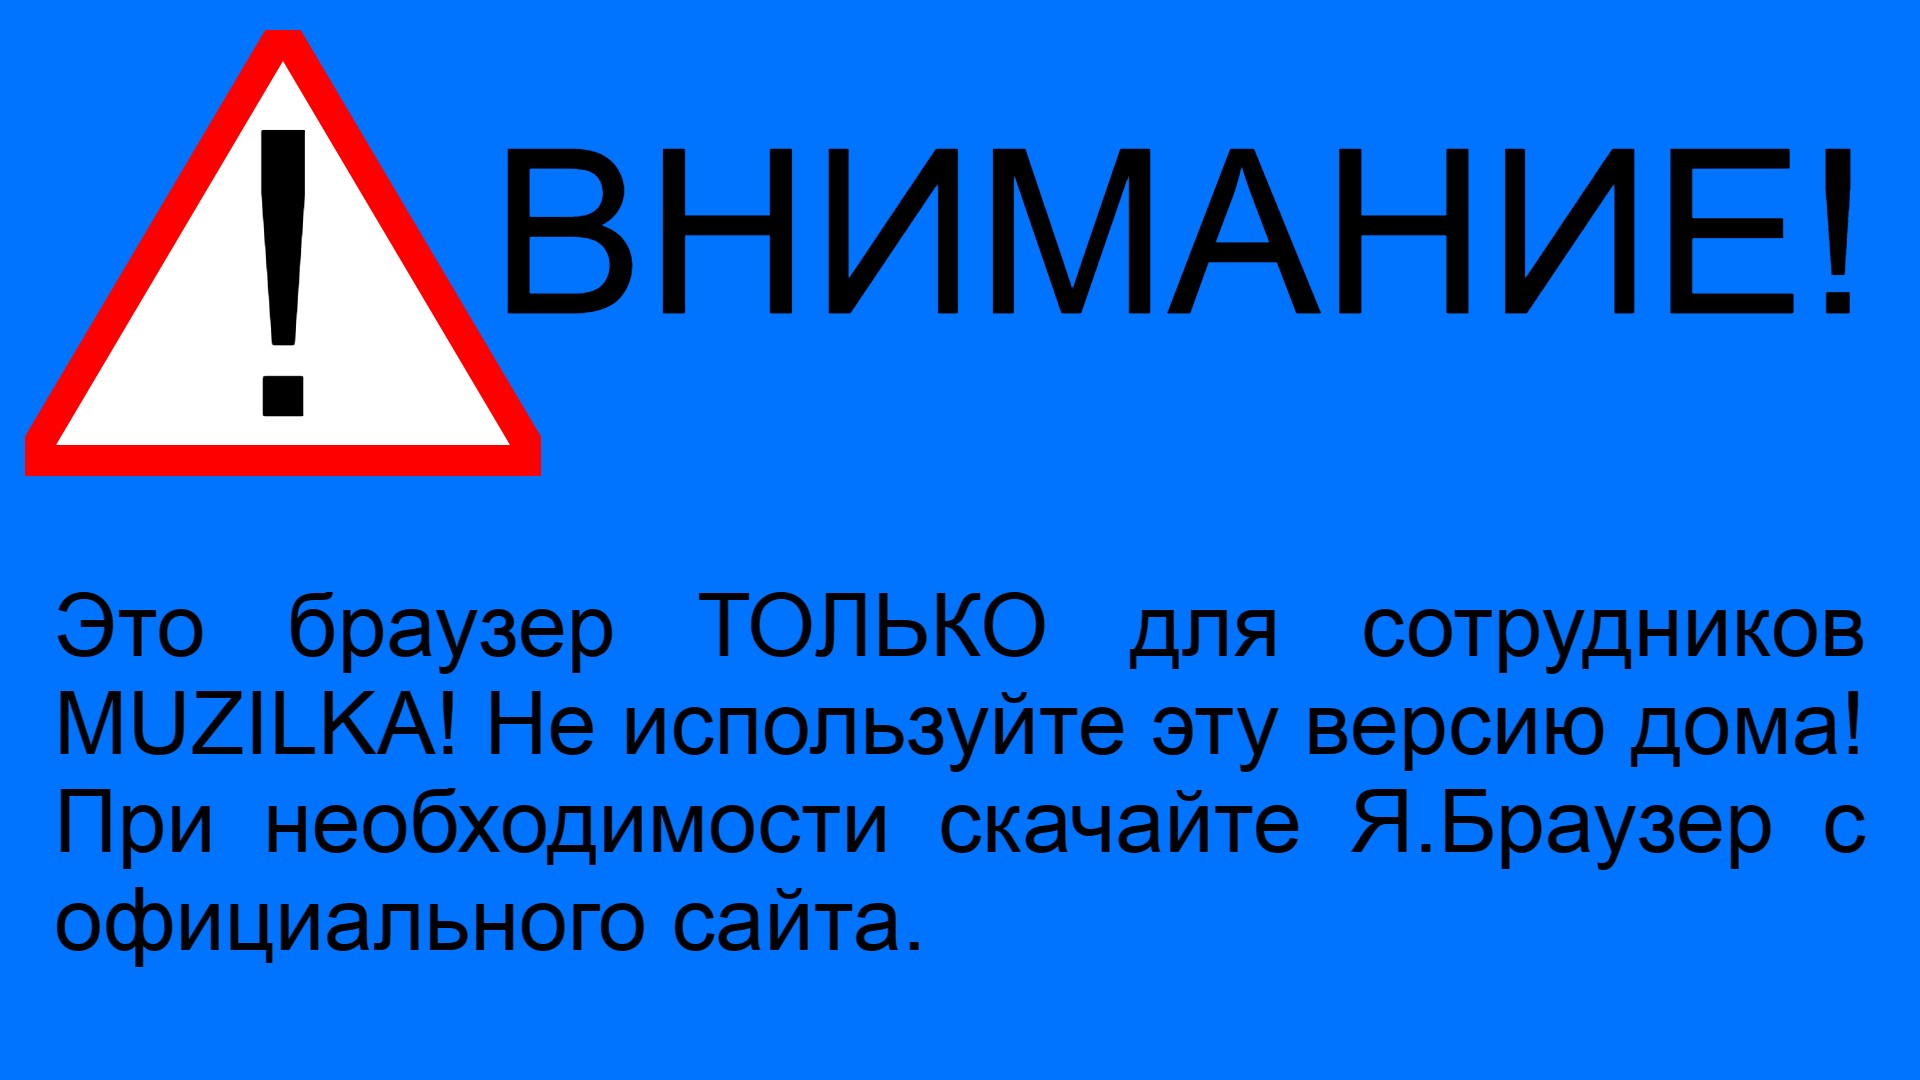 !
ВНИМАНИЕ!
Это браузер ТОЛЬКО для сотрудников
MUZILKA! Не используйте эту версию дома!
При необходимости скачайте Я.Браузер с
официального сайта.